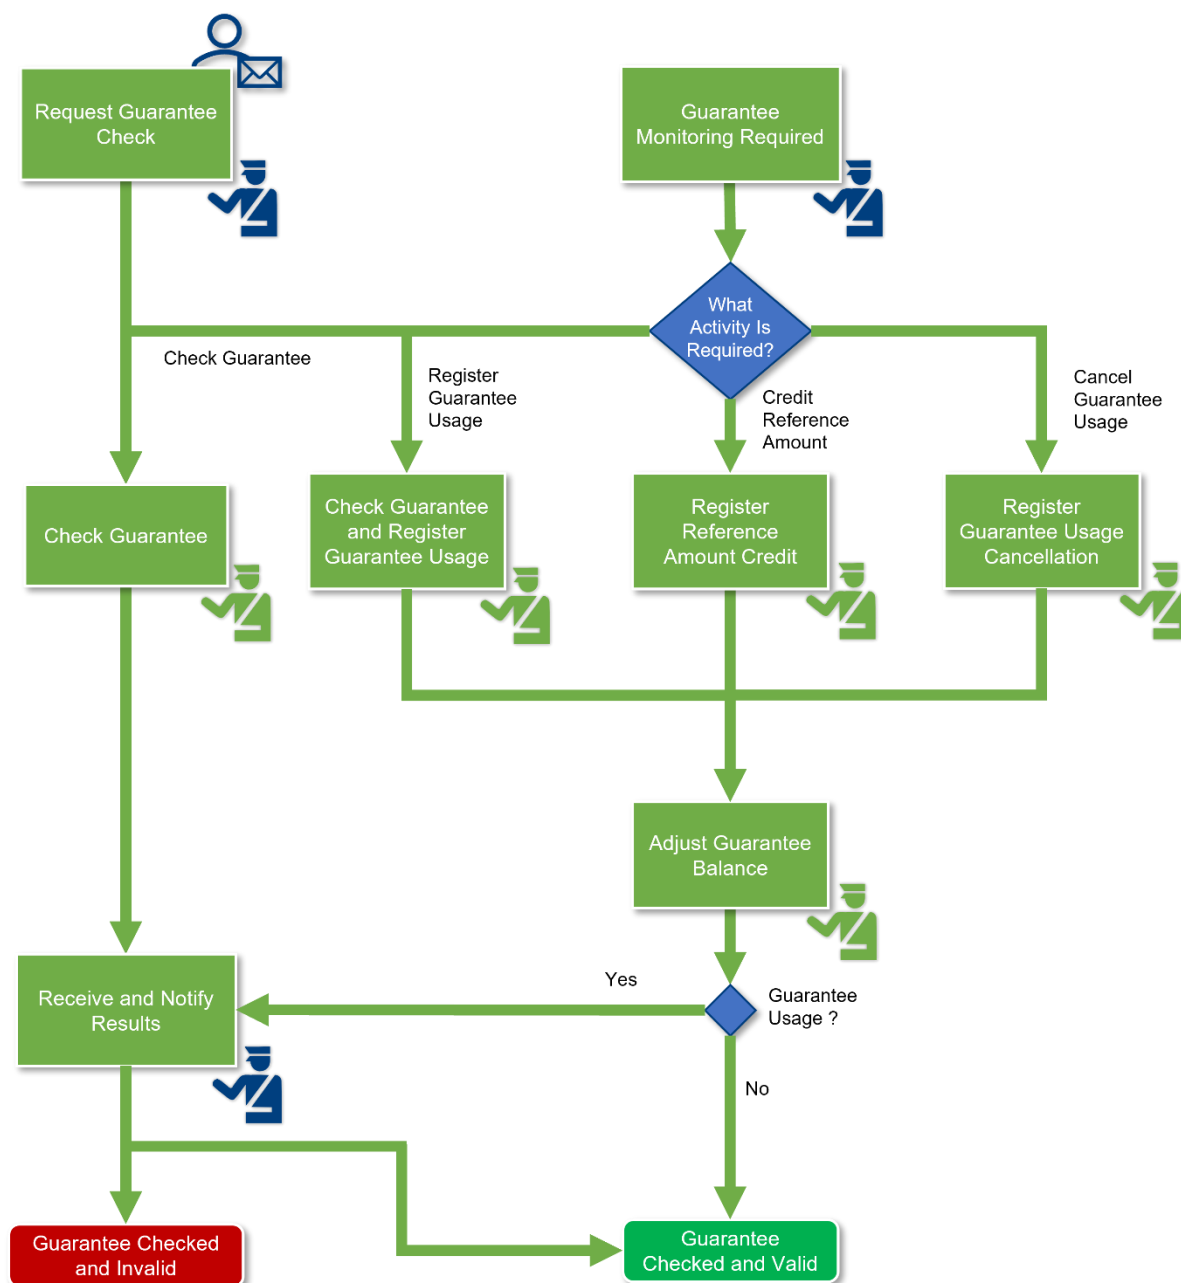 Request Guarantee
Check
Guarantee
Monitoring Required
What
Activity Is
Required?
Check Guarantee
Register
Guarantee
Usage
Credit
Reference
Amount
Cancel
Guarantee
Usage
Check Guarantee
Check Guarantee
and Register
Guarantee Usage
Register
Reference
Amount Credit
Register
Guarantee Usage
Cancellation
Adjust Guarantee
Balance
Receive and Notify
Results
Yes
Guarantee
Usage ?
No
Guarantee Checked
and Invalid
Guarantee
Checked and Valid